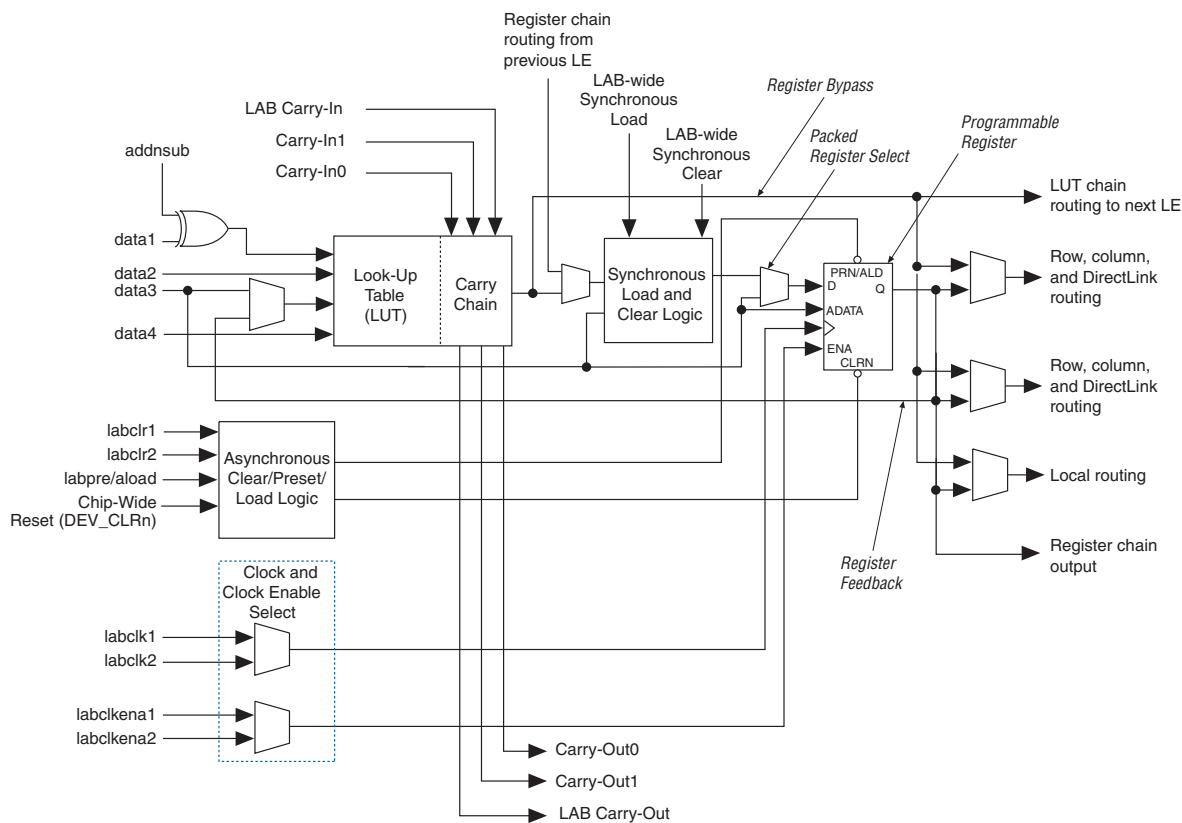 Register chain
routing from
previous LE
LAB-wide
Synchronous
Load
LAB-wide
Synchronous
Clear
Register Bypass
Packed
Register Select
Programmable
Register
LAB Carry-In
Carry-In1
Carry-In0
addnsub
data1
data2
data3
data4
Look-Up
Table
(LUT)
Carry
Chain
Synchronous
Load and
Clear Logic
PRN/ALD
D
Q
ADATA
ENA
CLRN
LUT chain
routing to next LE
Row, column,
and DirectLink
routing
Row, column,
and DirectLink
routing
Local routing
Register chain
output
Register
Feedback
labclr1
labclr2
labpre/aload
Chip-Wide
Reset (DEV_CLRn)
Asynchronous
Clear/Preset/
Load Logic
Clock and
Clock Enable
Select
labclk1
labclk2
labclkena1
labclkena2
Carry-Out0
Carry-Out1
LAB Carry-Out